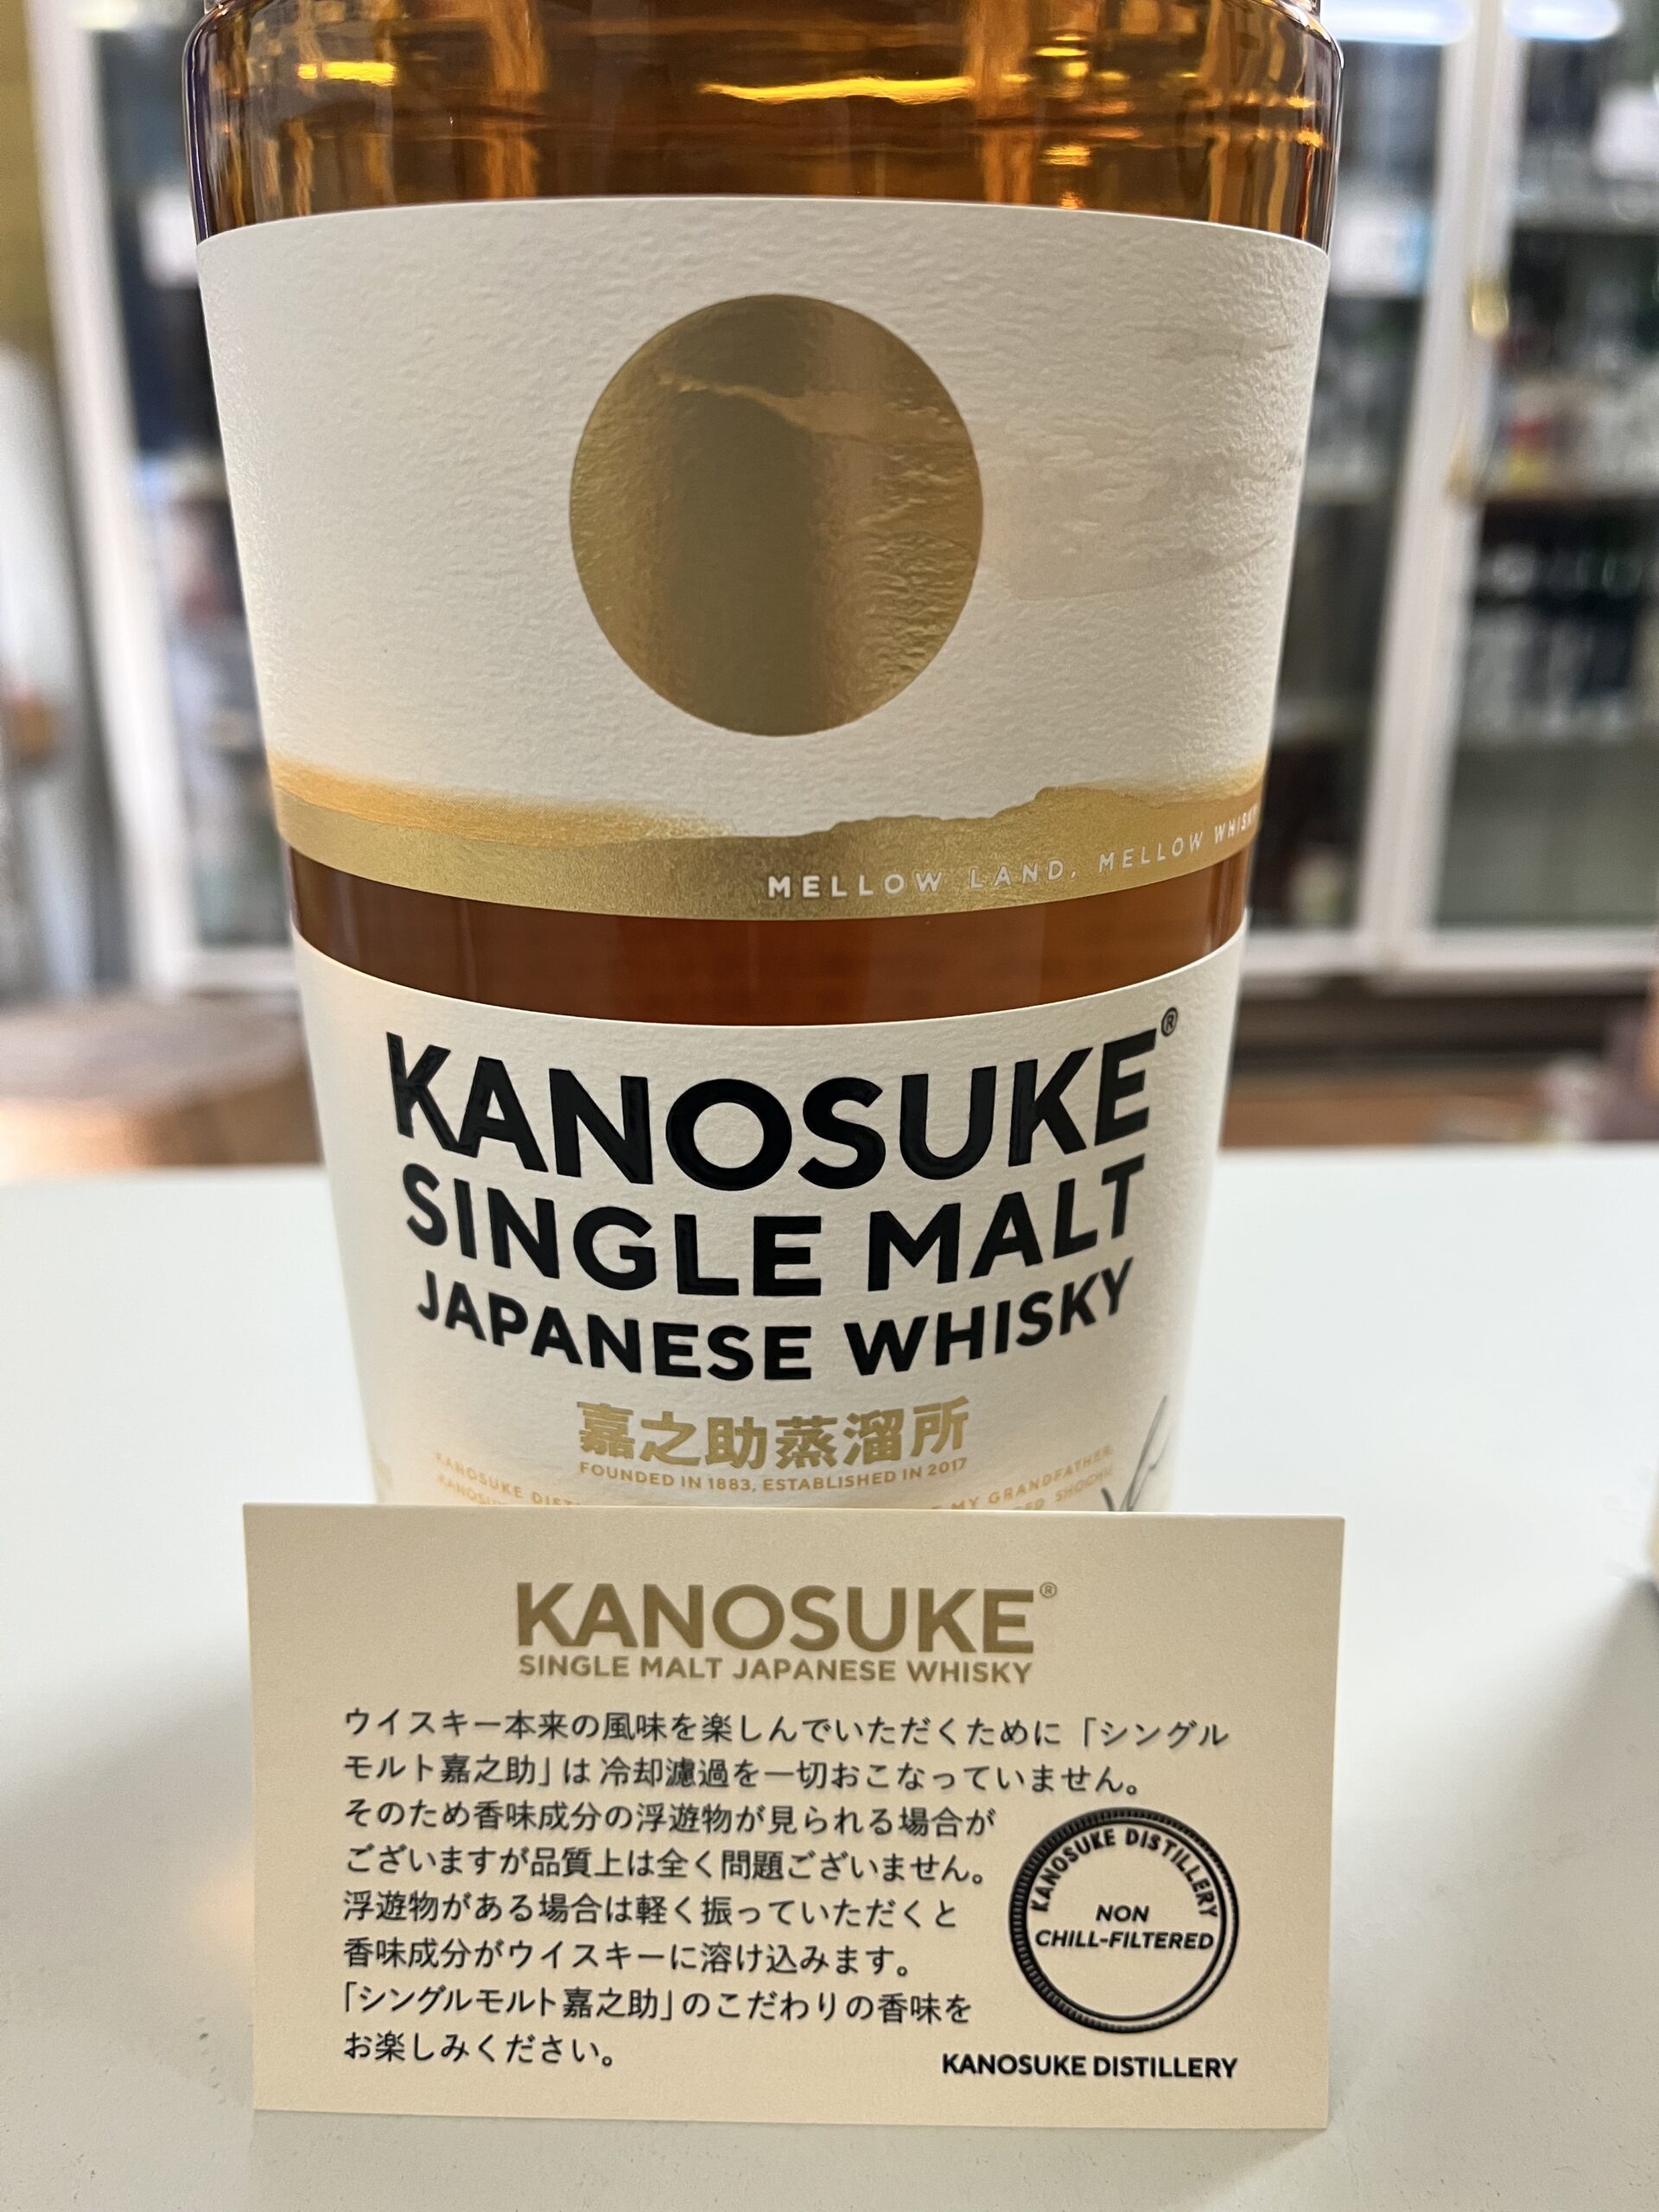 MELLOW LAND, MELLOW WHISKY
KANOSUKE®
SINGLE MALT
JAPANESE WHISKY
嘉之助蒸溜所
FOUNDED IN 1883, ESTABLISHED IN 2017
KANOSUKE
MY GRANDFATHER
KANOSUKE®
SINGLE MALT JAPANESE WHISKY
ウイスキー本来の風味を楽しんでいただくために「シングル
モルト嘉之助」は冷却濾過を一切おこなっていません。
そのため香味成分の浮遊物が見られる場合が
ございますが品質上は全く問題ございません。
浮遊物がある場合は軽く振っていただくと
香味成分がウイスキーに溶け込みます。
「シングルモルト嘉之助」のこだわりの香味を
お楽しみください。
KANOSUKE DISTILLERY
NON
CHILL-FILTERED
KANOSUKE DISTILLERY